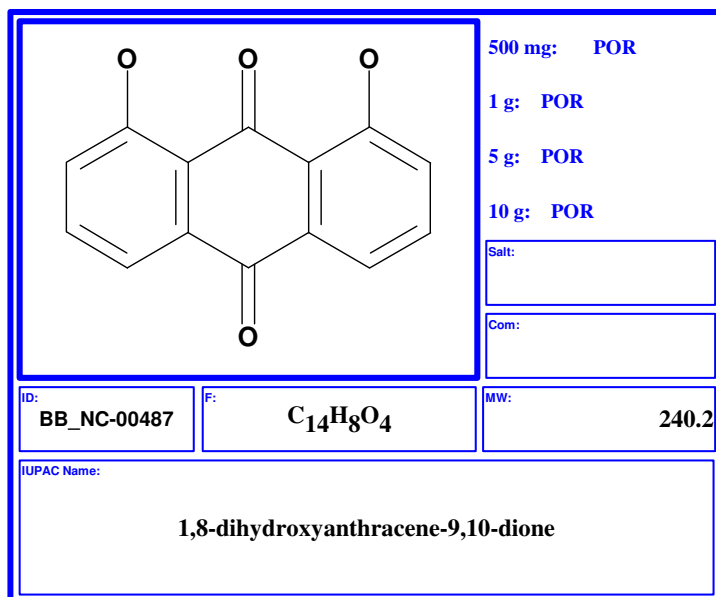 O O O
O
500 mg: POR
1 g: POR
5 g: POR
10 g: POR
Salt:
Com:
ID:
BB_NC-00487
F:
C14H8O4
MW:
240.2
IUPAC Name:
1,8-dihydroxyanthracene-9,10-dione